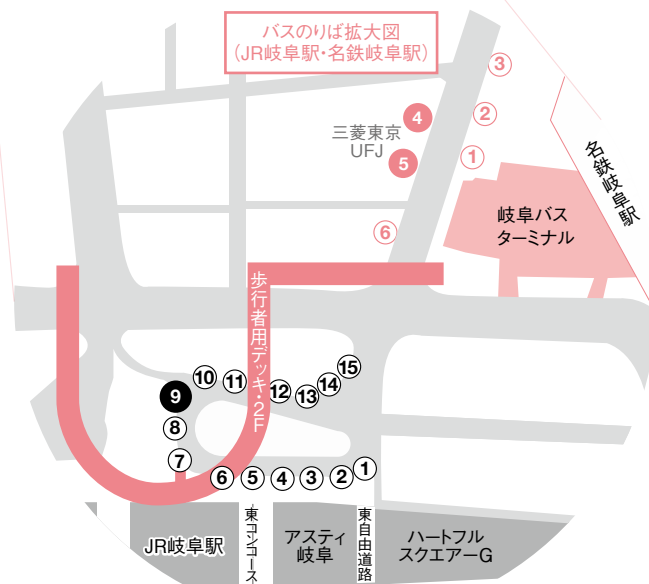 バスのりば拡大図
(JR岐阜駅・名鉄岐阜駅)
③
②
①
④
⑤
⑥
三菱東京
UFJ
名鉄岐阜駅
岐阜バス
ターミナル
歩行者用デッキ・2F
⑮
⑭
⑬
⑫
⑪
⑩
⑨
⑧
⑦
⑥
⑤
④
③
②
①
JR岐阜駅
東コンコース
アスティ
岐阜
東自由道路
ハートフル
スクエアーG